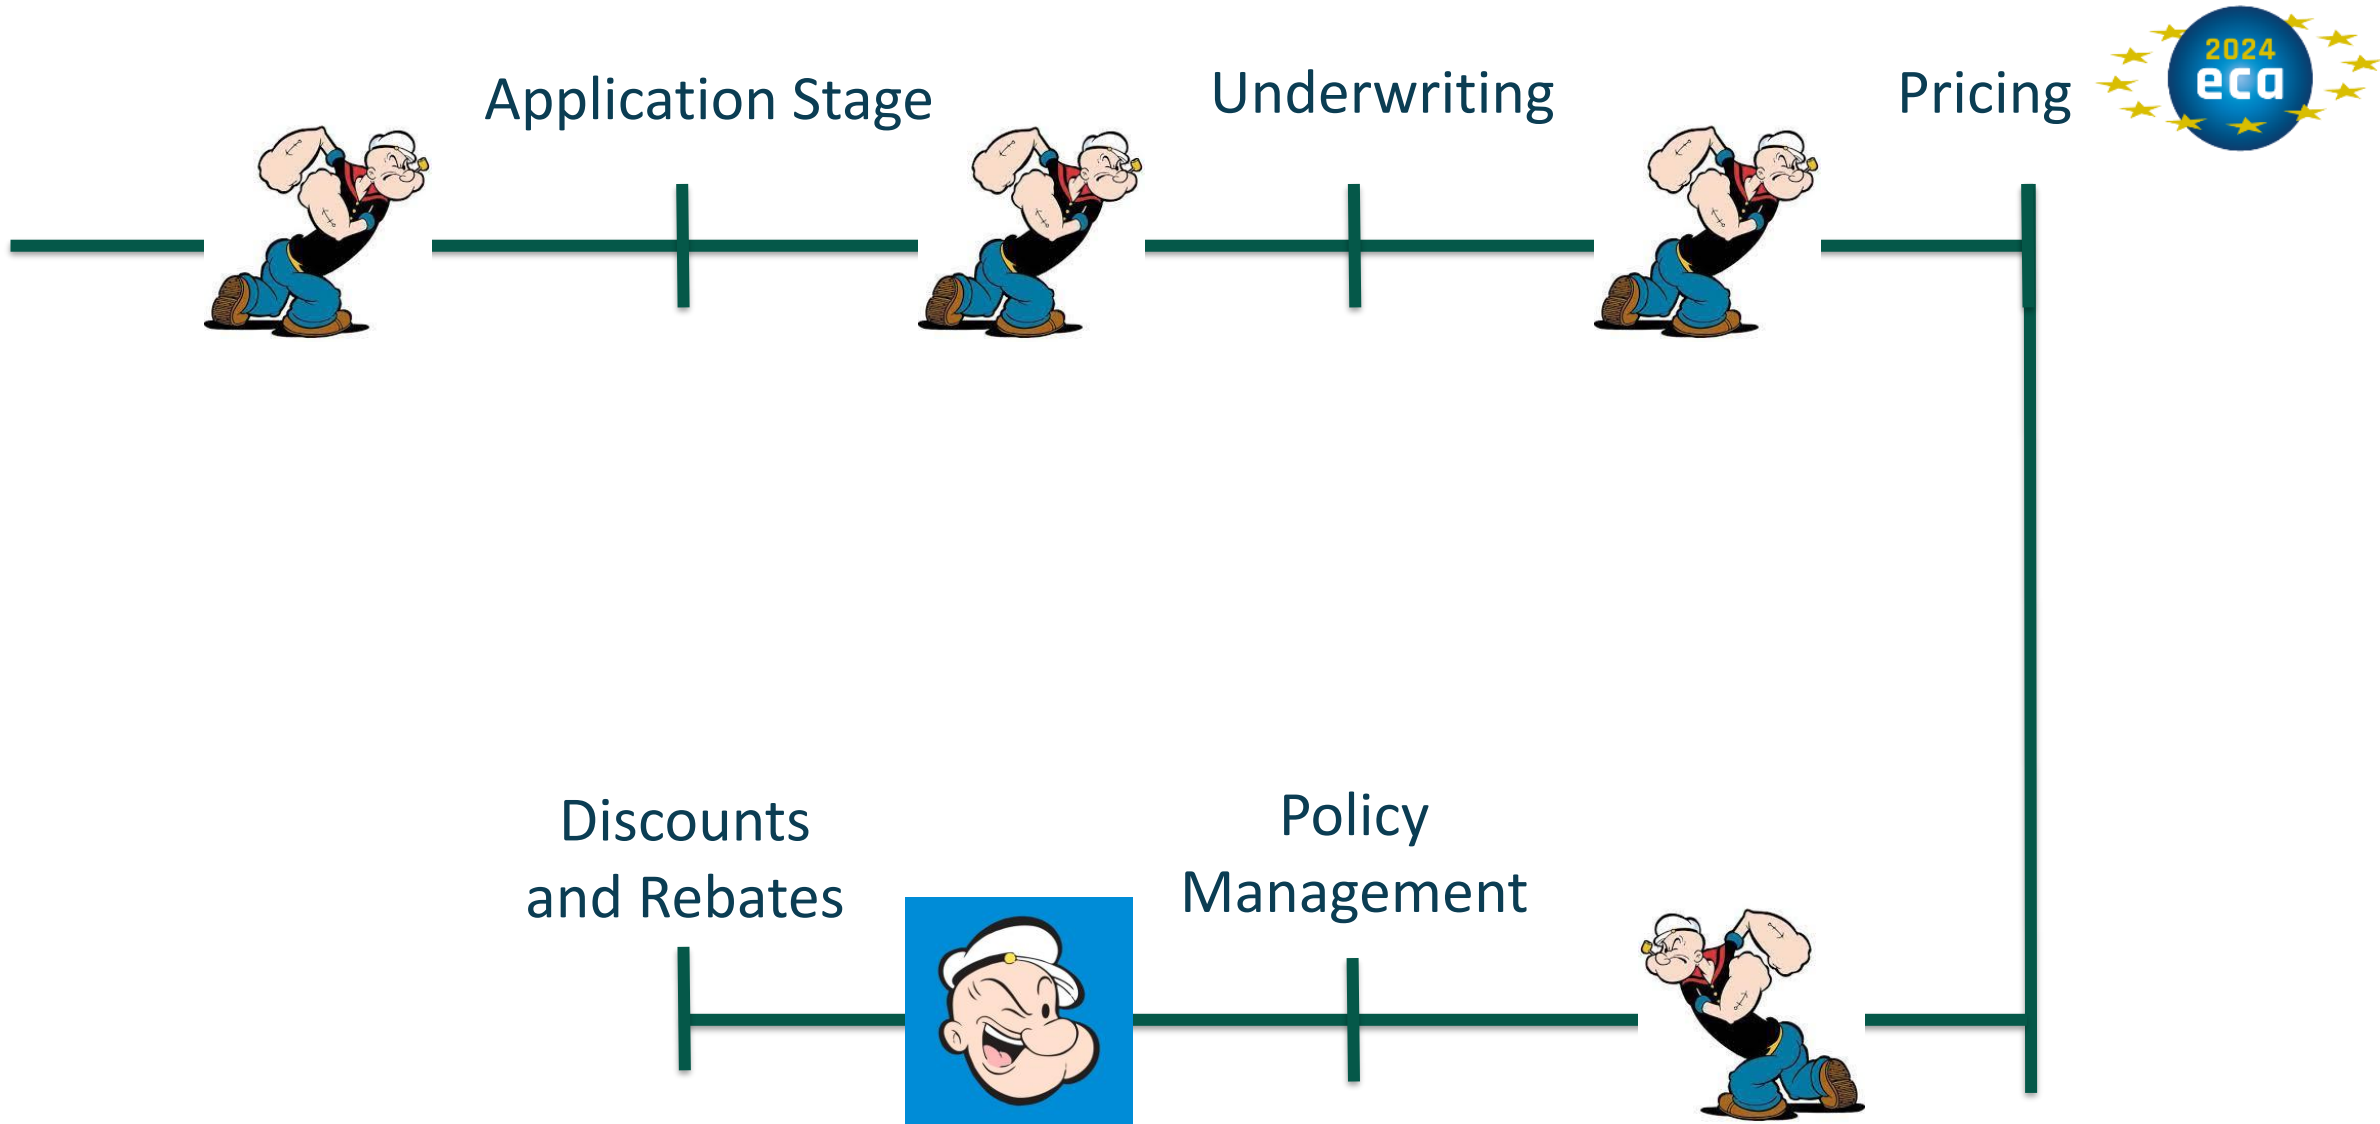 Application Stage
Underwriting
Pricing
2024
eca
Discounts
and Rebates
Policy
Management